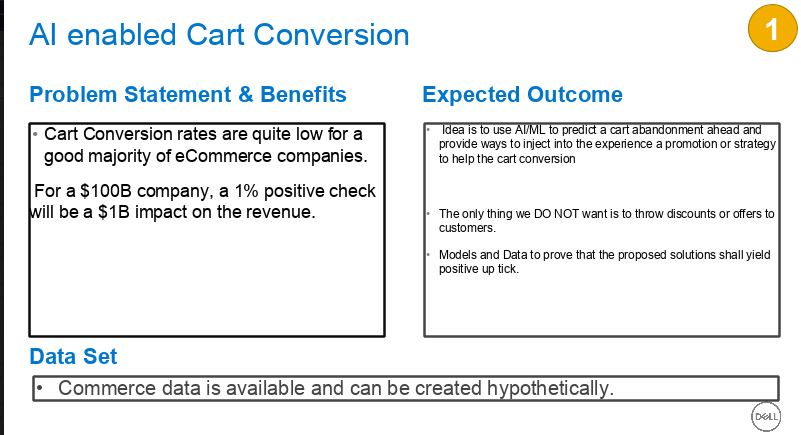 AI enabled Cart Conversion
1
Problem Statement & Benefits
• Cart Conversion rates are quite low for a
good majority of eCommerce companies.
For a $100B company, a 1% positive check
will be a $1B impact on the revenue.
Expected Outcome
• Idea is to use AI/ML to predict a cart abandonment ahead and
provide ways to inject into the experience a promotion or strategy
to help the cart conversion
• The only thing we DO NOT want is to throw discounts or offers to
customers.
• Models and Data to prove that the proposed solutions shall yield
positive up tick.
Data Set
• Commerce data is available and can be created hypothetically.
DELL